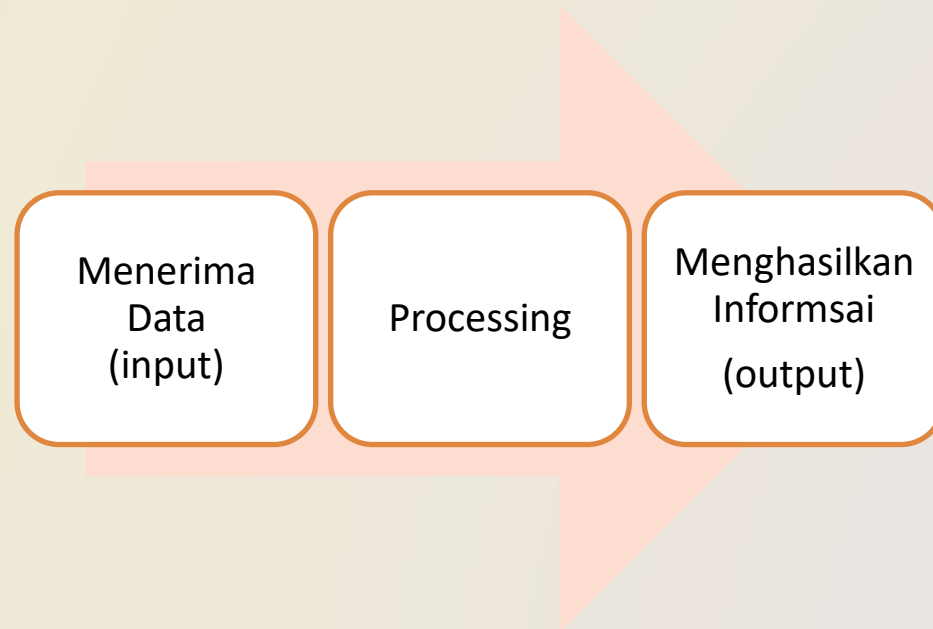 Menerima
Data
(input)
Processing
Menghasilkan
Informsai
(output)